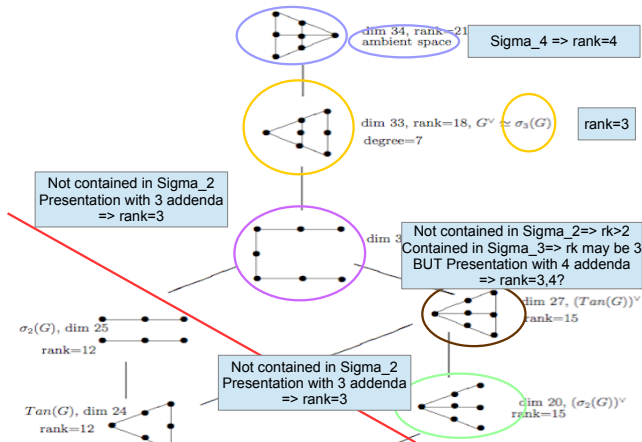 dim 34, rank=21
ambient space
Sigma_4 => rank=4
dim 33, rank=18, G^∨ ≃ σ_3(G)
degree=7
rank=3
Not contained in Sigma_2
Presentation with 3 addenda
=> rank=3
dim 3
Not contained in Sigma_2=> rk>2
Contained in Sigma_3=> rk may be 3
BUT Presentation with 4 addenda
=> rank=3,4?
dim 27, (Tan(G))^∨
rank=15
σ_2(G), dim 25
rank=12
Not contained in Sigma_2
Presentation with 3 addenda
=> rank=3
Tan(G), dim 24
rank=12
dim 20, (σ_2(G))^∨
rank=15